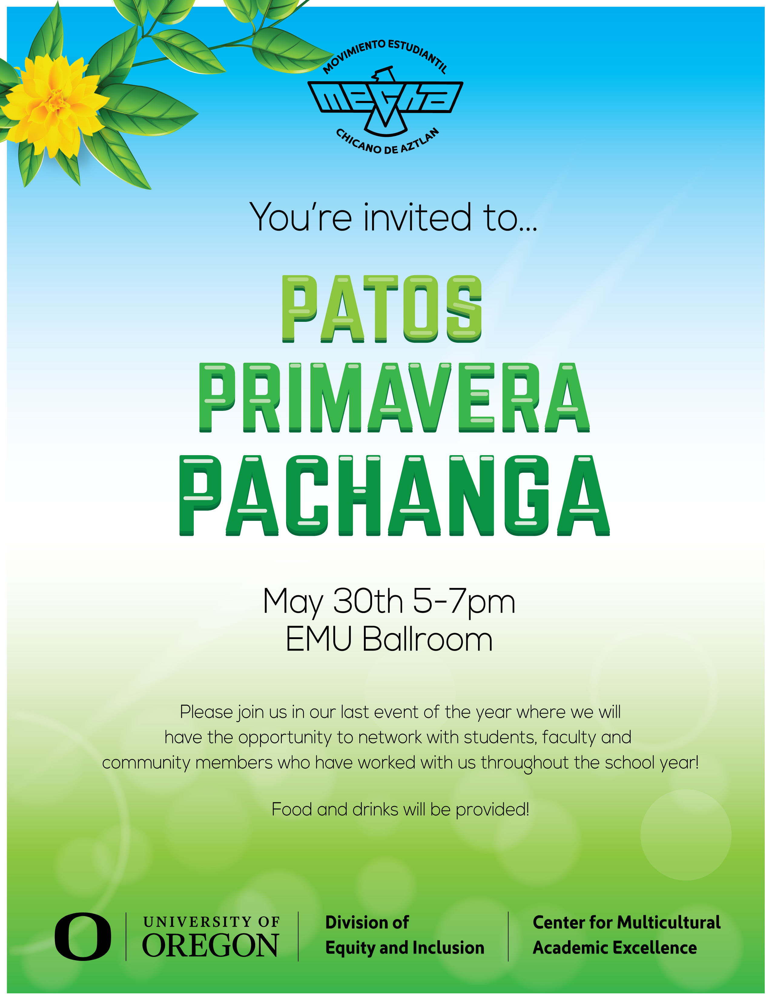 MOVIMIENTO ESTUDIANTIL
MEChA
CHICANO DE AZTLAN
You're invited to...
PATOS
PRIMAVERA
PACHANGA
May 30th 5-7pm
EMU Ballroom
Please join us in our last event of the year where we will
have the opportunity to network with students, faculty and
community members who have worked with us throughout the school year!
Food and drinks will be provided!
O
UNIVERSITY OF
OREGON
Division of
Equity and Inclusion
Center for Multicultural
Academic Excellence